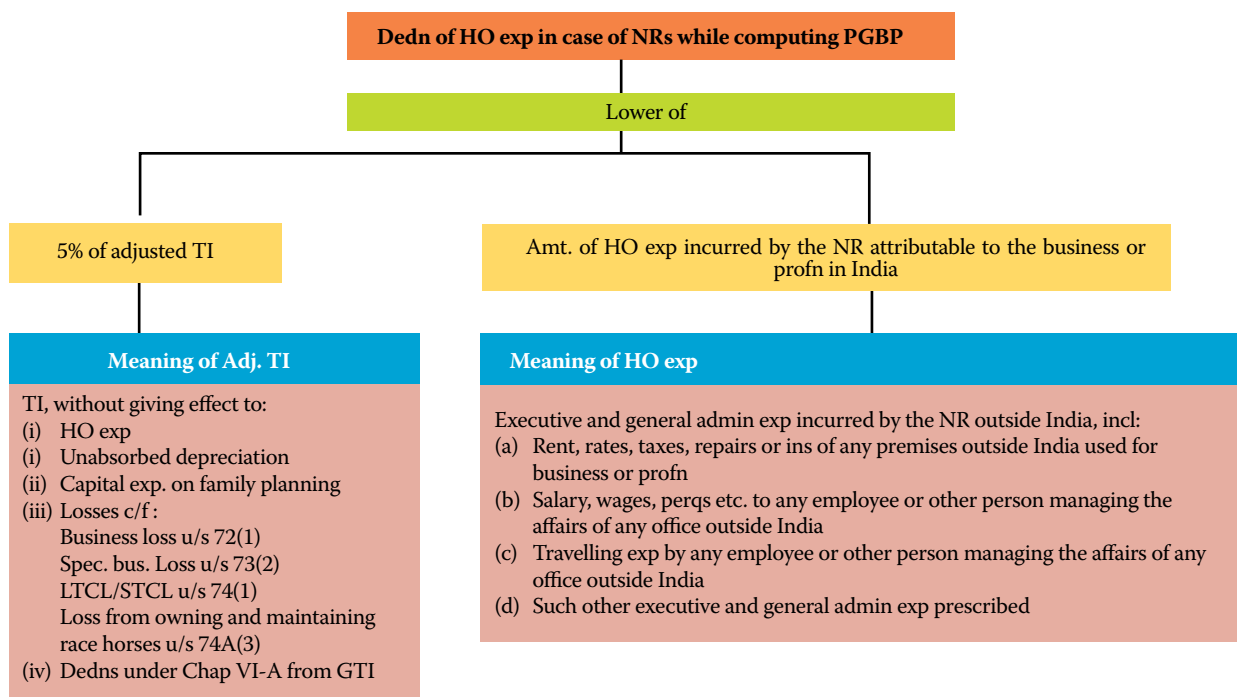 Dedn of HO exp in case of NRs while computing PGBP
Lower of
5% of adjusted TI
Amt. of HO exp incurred by the NR attributable to the business or
profn in India
Meaning of Adj. TI
TI, without giving effect to:
(i) HO exp
(i) Unabsorbed depreciation
(ii) Capital exp. on family planning
(iii) Losses c/f :
Business loss u/s 72(1)
Spec. bus. Loss u/s 73(2)
LTCL/STCL u/s 74(1)
Loss from owning and maintaining
race horses u/s 74A(3)
(iv) Dedns under Chap VI-A from GTI
Meaning of HO exp
Executive and general admin exp incurred by the NR outside India, incl:
(a) Rent, rates, taxes, repairs or ins of any premises outside India used for
business or profn
(b) Salary, wages, perqs etc. to any employee or other person managing the
affairs of any office outside India
(c) Travelling exp by any employee or other person managing the affairs of any
office outside India
(d) Such other executive and general admin exp prescribed